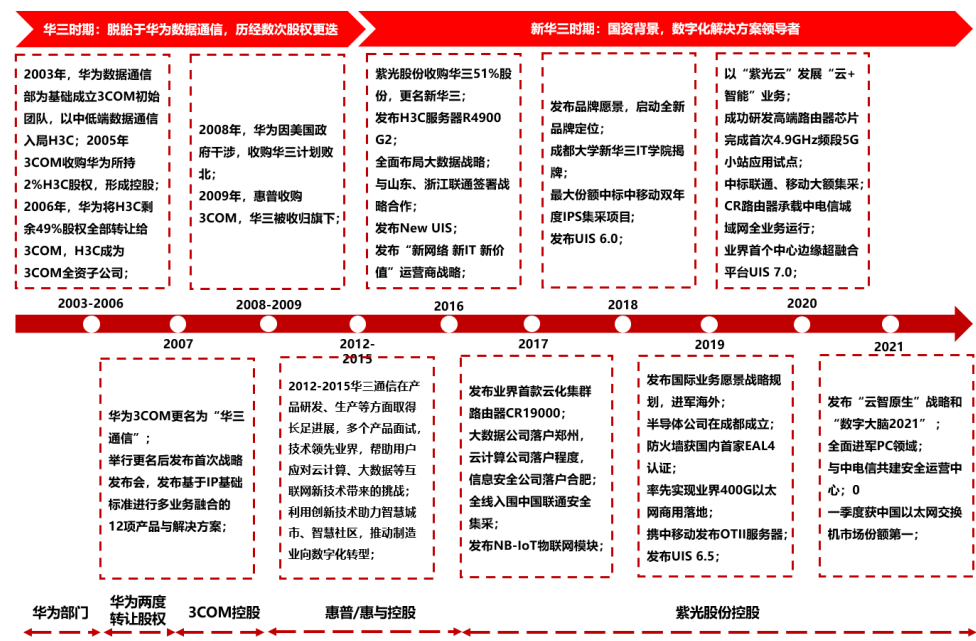 华三时期：脱胎于华为数据通信，历经数次股权更迭
新华三时期：国资背景，数字化解决方案领导者
2003年，华为数据通信
部为基础成立3COM初始
团队，以中低端数据通信
入局H3C；2005年
3COM收购华为所持
2%H3C股权，形成控股；
2006年，华为将H3C剩
余49%股权全部转让给
3COM，H3C成为
3COM全资子公司；
2008年，华为因美国政
府干涉，收购华三计划败
北；
2009年，惠普收购
3COM，华三被收归旗下；
紫光股份收购华三51%股
份，更名新华三；
发布H3C服务器R4900
G2；
全面布局大数据战略；
与山东、浙江联通签署战
略合作；
发布New UIS；
发布“新网络 新IT 新价
值”运营商战略；
发布品牌愿景，启动全新
品牌定位；
成都大学新华三IT学院揭
牌；
最大份额中标中移动双年
度IPS集采项目；
发布UIS 6.0；
以“紫光云”发展“云+
智能”业务；
成功研发高端路由器芯片
完成首次4.9GHz频段5G
小站应用试点；
中标联通、移动大额集采；
CR路由器承载中电信城
域网全业务运行；
业界首个中心边缘超融合
平台UIS 7.0；
2003-2006
2008-2009
2016
2018
2020
2007
2012-
2015
2017
2019
2021
华为3COM更名为“华三
通信”；
举行更名后发布首次战略
发布会，发布基于IP基础
标准进行多业务融合的
12项产品与解决方案；
2012-2015华三通信在产
品研发、生产等方面取得
长足进展，多个产品面试，
技术领先业界，帮助用户
应对云计算、大数据等互
联网新技术带来的挑战；
利用创新技术助力智慧城
市、智慧社区，推动制造
业向数字化转型；
发布业界首款云化集群
路由器CR19000；
大数据公司落户郑州，
云计算公司落户程度，
信息安全公司落户合肥；
全线入围中国联通安全
集采；
发布NB-IoT物联网模块；
发布国际业务愿景战略规
划，进军海外；
半导体公司在成都成立；
防火墙获国内首家EAL4
认证；
率先实现业界400G以太
网商用落地；
携中移动发布OTII服务器；
发布UIS 6.5；
发布“云智原生”战略和
“数字大脑2021”；
全面进军PC领域；
与中电信共建安全运营中
心；0
一季度获中国以太网交换
机市场份额第一；
华为部门
华为两度
转让股权
3COM控股
惠普/惠与控股
紫光股份控股